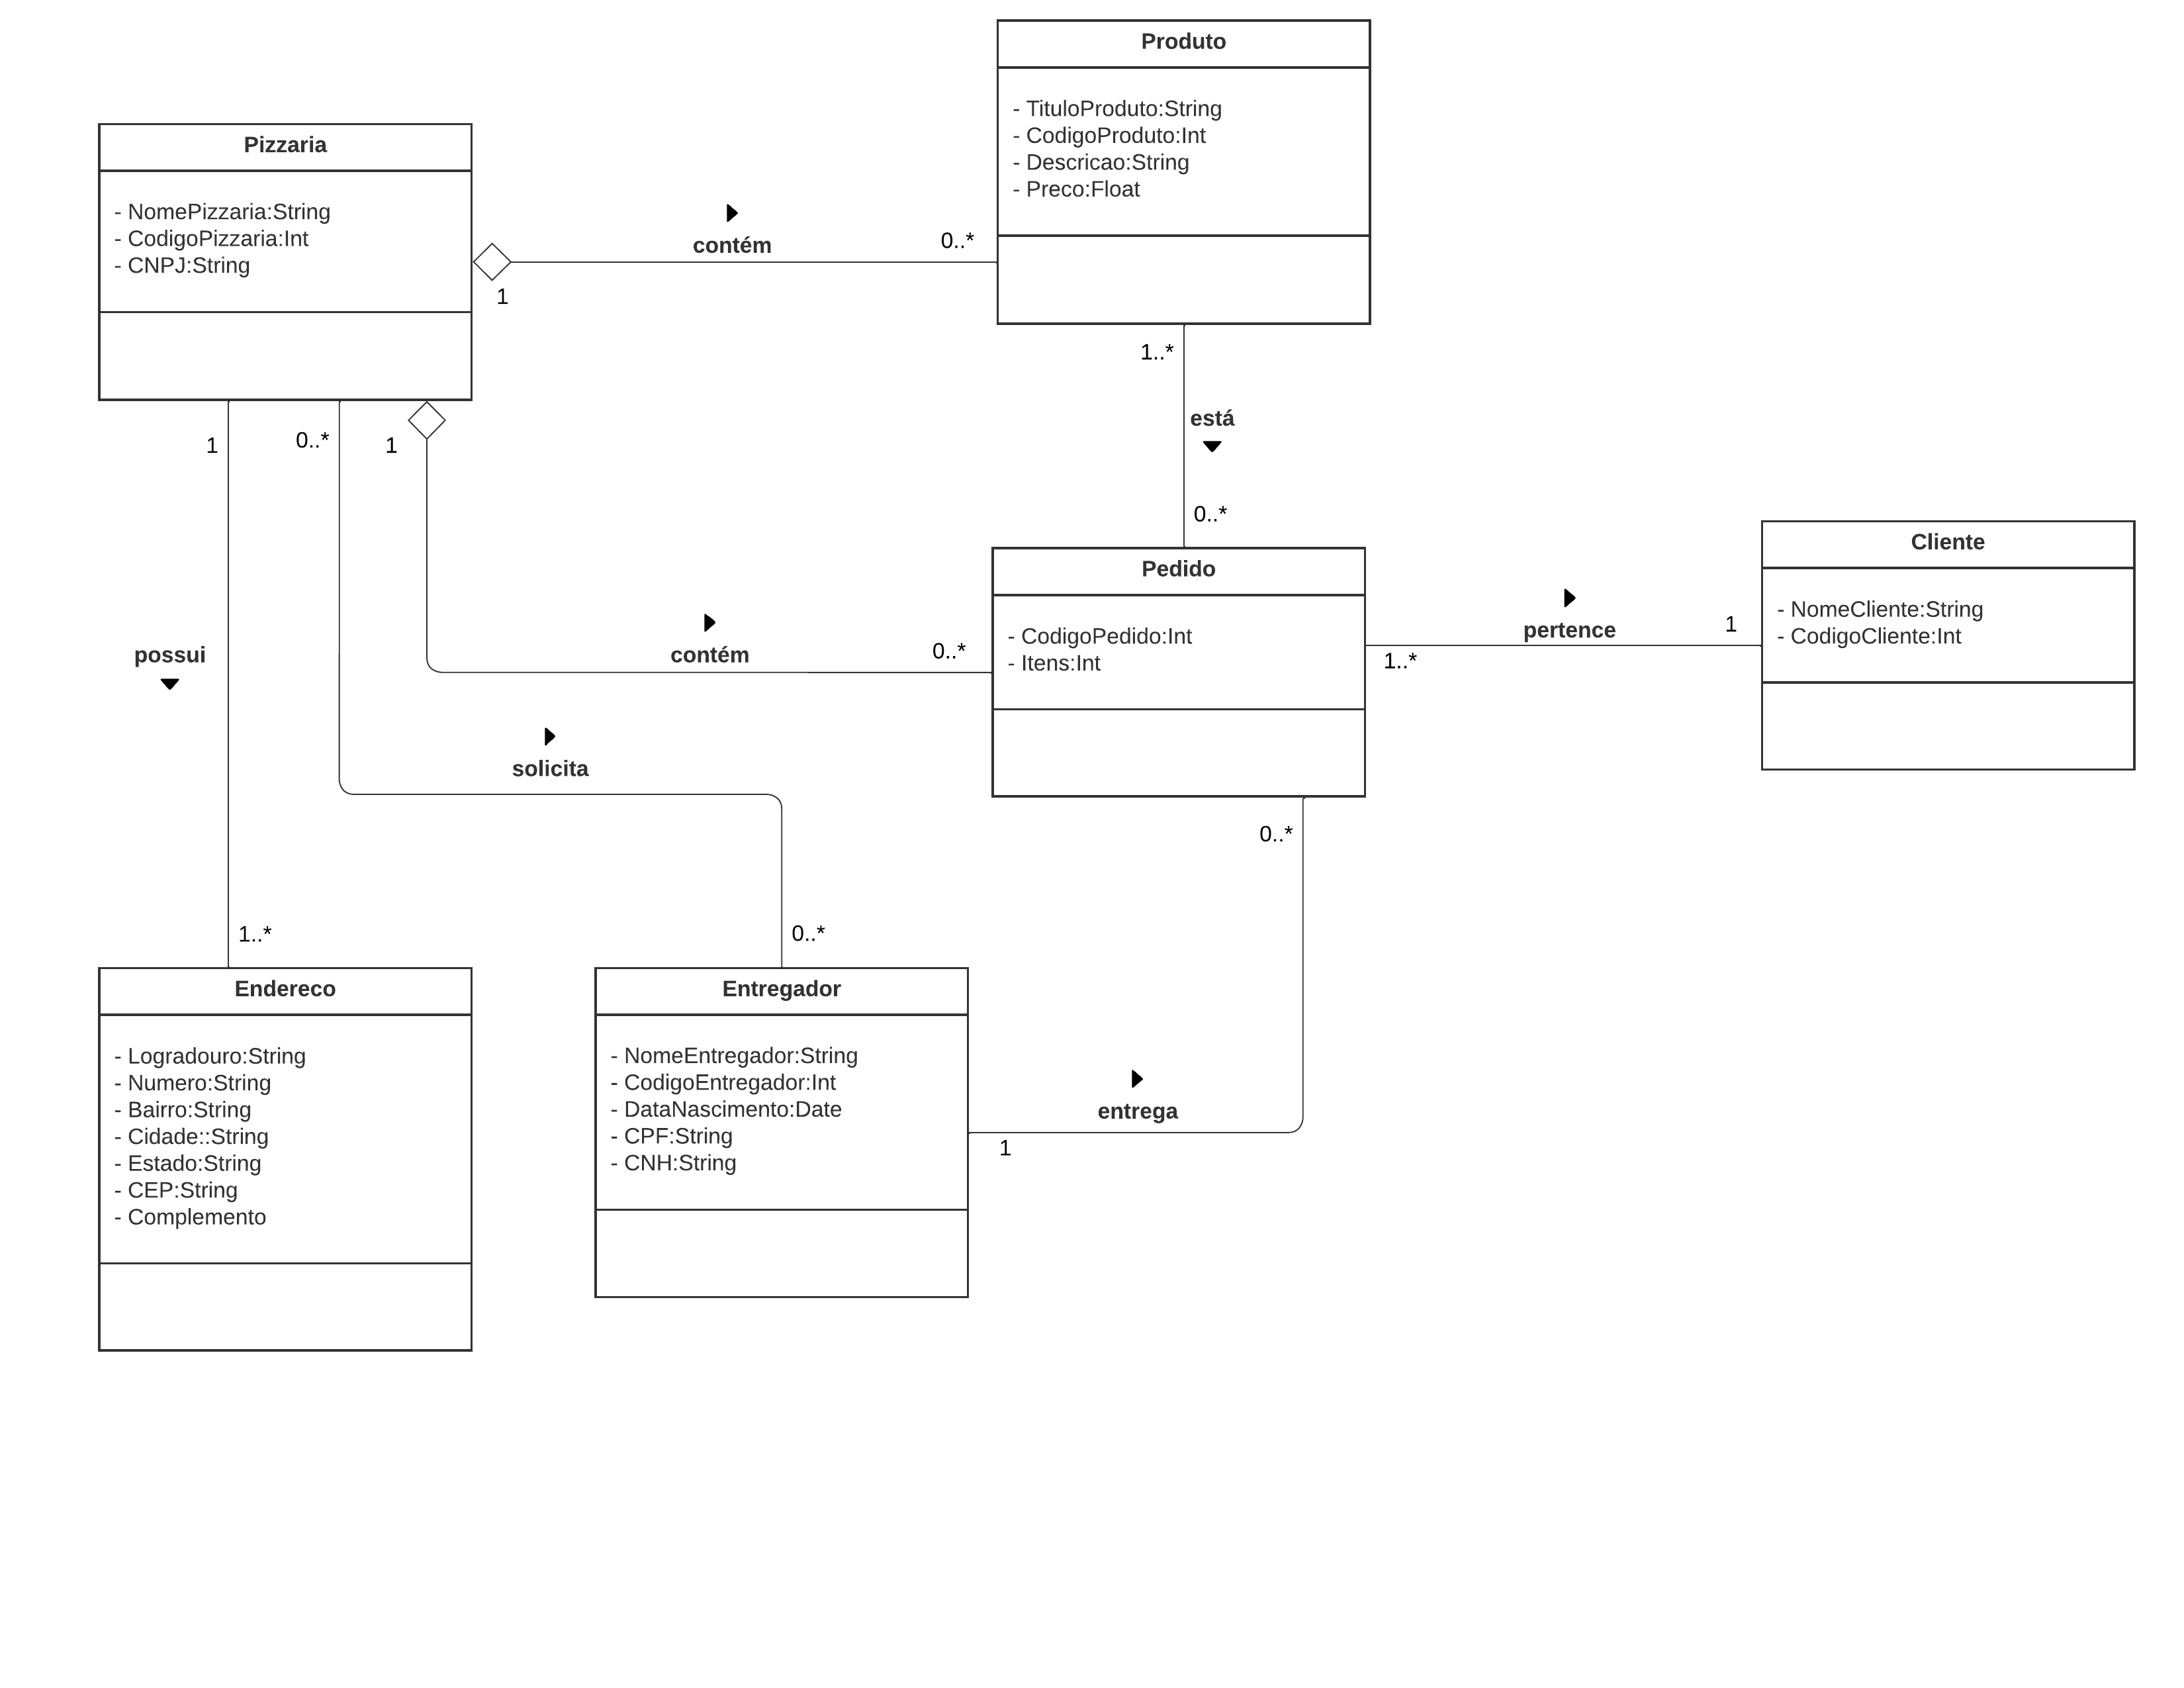 Produto
- TituloProduto:String
- CodigoProduto:Int
- Descricao:String
- Preco:Float
Pizzaria
- NomePizzaria:String
- CodigoPizzaria:Int
- CNPJ:String
contém
0..*
1
1..*
está
0..*
1
0..*
1
Pedido
- CodigoPedido:Int
- Itens:Int
Cliente
- NomeCliente:String
- CodigoCliente:Int
pertence
1
1..*
possui
contém
0..*
solicita
0..*
1..*
0..*
Endereco
- Logradouro:String
- Numero:String
- Bairro:String
- Cidade::String
- Estado:String
- CEP:String
- Complemento
Entregador
- NomeEntregador:String
- CodigoEntregador:Int
- DataNascimento:Date
- CPF:String
- CNH:String
entrega
1